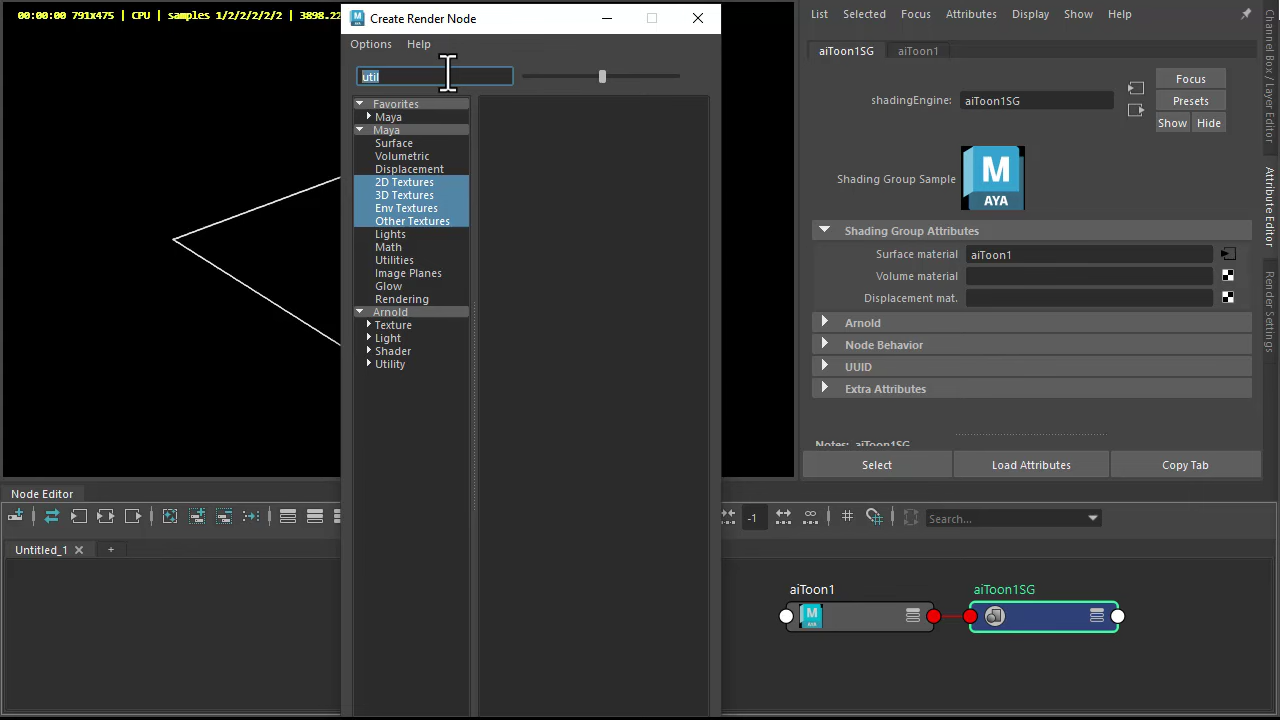 00:00:00 791x475 | CPU | samples 1/2/2/2/2/2 | 3898.22
Create Render Node
Options Help
util
Favorites
Maya
Maya
Surface
Volumetric
Displacement
2D Textures
3D Textures
Env Textures
Other Textures
Lights
Math
Utilities
Image Planes
Glow
Rendering
Arnold
Texture
Light
Shader
Utility
List Selected Focus Attributes Display Show Help
aiToon1SG aiToon1
Focus
shadingEngine: aiToon1SG
Presets
Show Hide
Shading Group Sample
M
AYA
Shading Group Attributes
Surface material aiToon1
Volume material
Displacement mat.
Arnold
Node Behavior
UUID
Extra Attributes
Notes: aiToon1SG
Select Load Attributes Copy Tab
Channel Box / Layer Editor
Attribute Editor
Render Settings
Node Editor
-1
Search...
Untitled_1 +
aiToon1 aiToon1SG
M